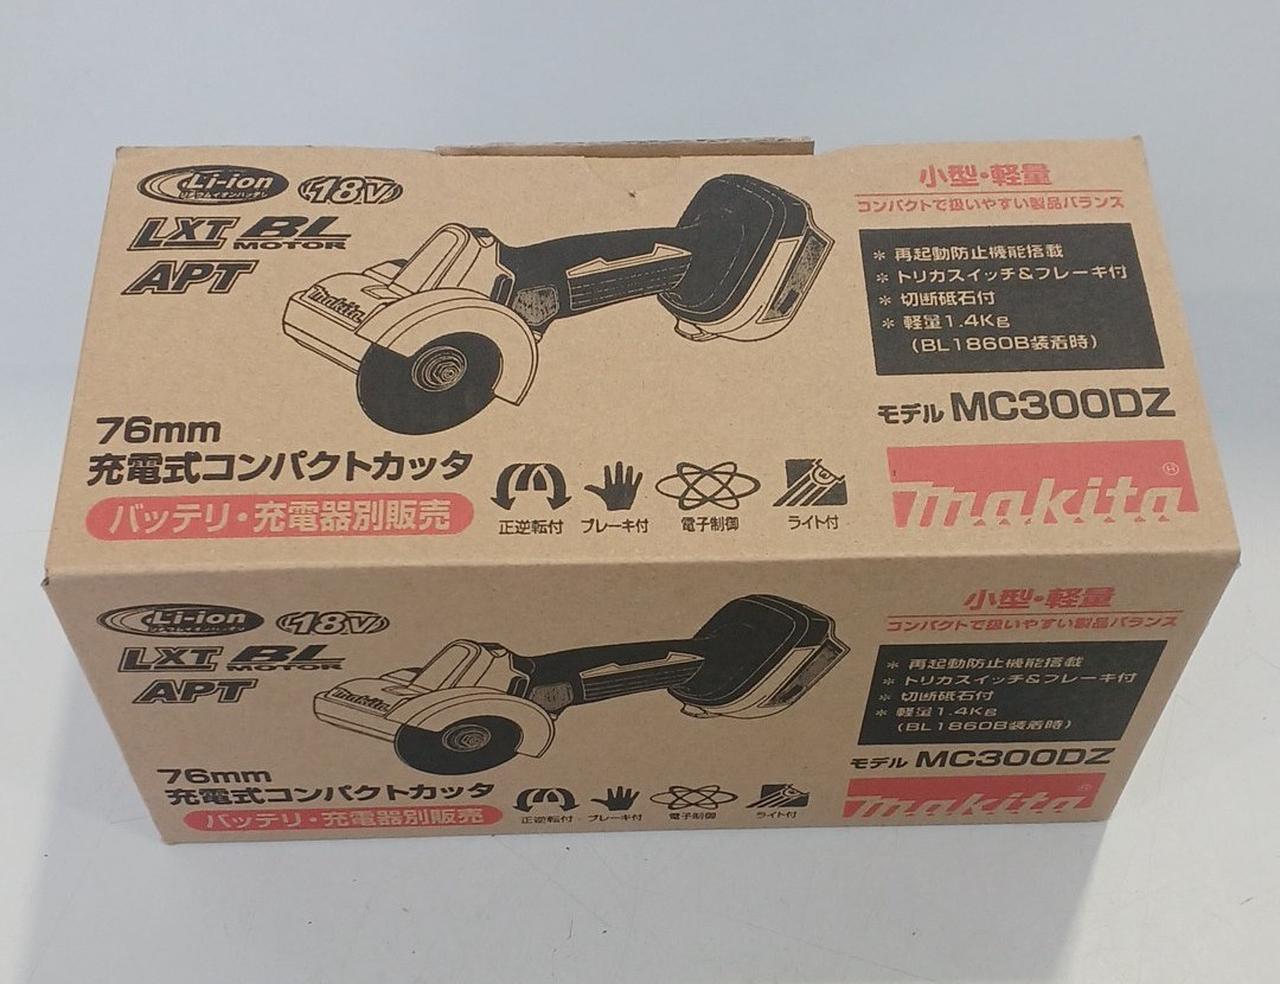 Li-ion
リチウムイオンバッテリ
18V
LXT BL
MOTOR
APT
makita
小型・軽量
コンパクトで扱いやすい製品バランス
＊ 再起動防止機能搭載
＊ トリガスイッチ&ブレーキ付
＊ 切断砥石付
＊ 軽量1.4Kg
(BL1860B装着時)
モデル MC300DZ
76mm
充電式コンパクトカッタ
バッテリ・充電器別販売
正逆転付 ブレーキ付 電子制御 ライト付
makita®
Li-ion
リチウムイオンバッテリ
18V
LXT BL
MOTOR
APT
makita
小型・軽量
コンパクトで扱いやすい製品バランス
＊ 再起動防止機能搭載
＊ トリガスイッチ&ブレーキ付
＊ 切断砥石付
＊ 軽量1.4Kg
(BL1860B装着時)
モデル MC300DZ
76mm
充電式コンパクトカッタ
バッテリ・充電器別販売
正逆転付 ブレーキ付 電子制御 ライト付
makita®